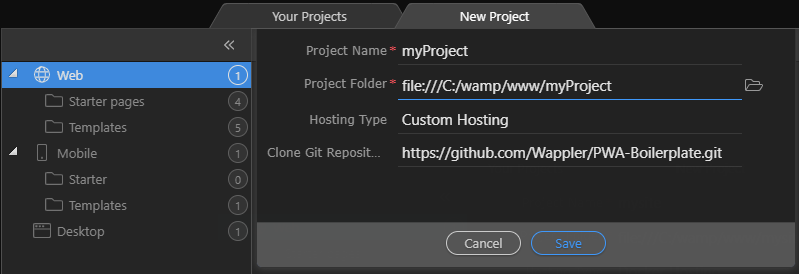 Your Projects
New Project
«
Web 1
Starter pages 4
Templates 5
Mobile 1
Starter 0
Templates 1
Desktop 1
Project Name * myProject
Project Folder * file:///C:/wamp/www/myProject
Hosting Type Custom Hosting
Clone Git Reposit... https://github.com/Wappler/PWA-Boilerplate.git
Cancel
Save